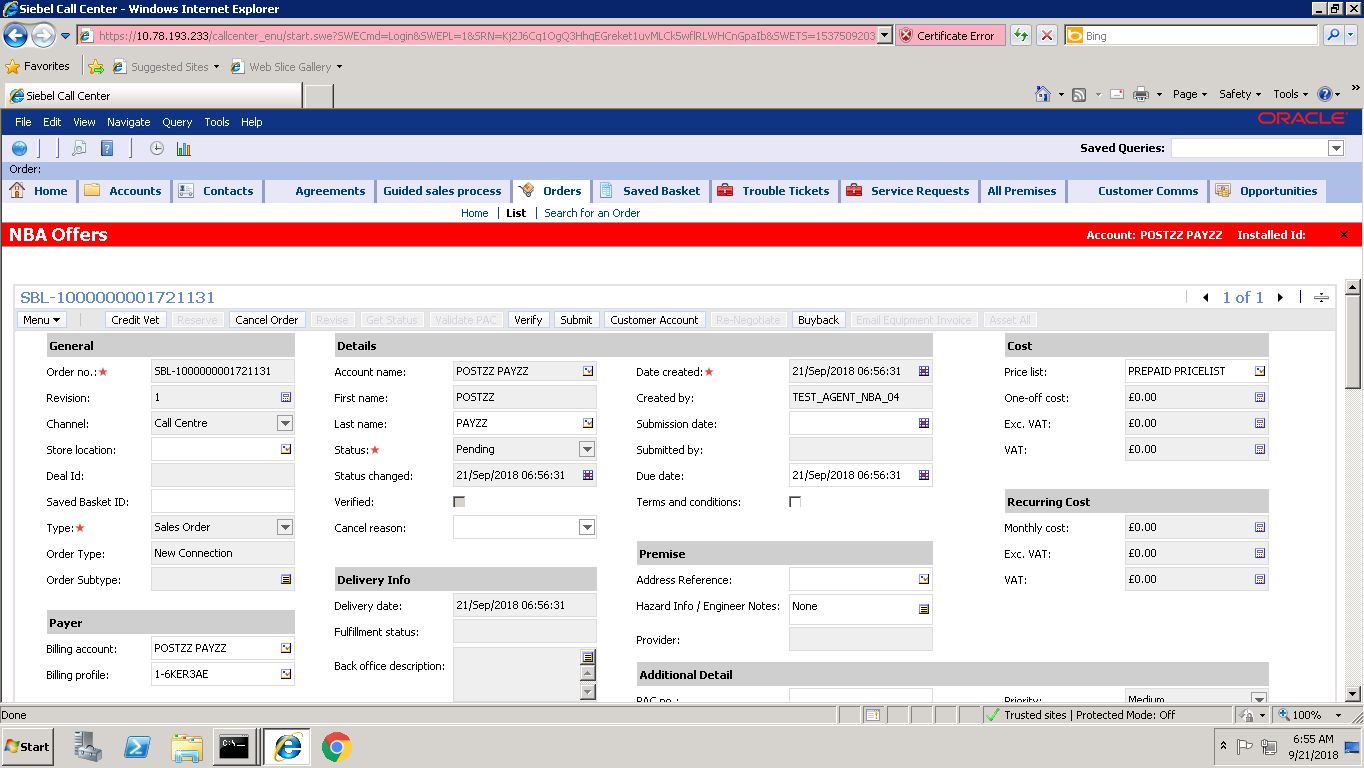 Siebel Call Center - Windows Internet Explorer
https://10.78.193.233/callcenter_enu/start.swe?SWECmd=Login&SWEPL=1&SRN= Certificate Error Bing
Favorites Suggested Sites Web Slice Gallery
Siebel Call Center Page Safety Tools
File Edit View Navigate Query Tools Help ORACLE
Saved Queries:
Order:
Home Accounts Contacts Agreements Guided sales process Orders Saved Basket Trouble Tickets Service Requests All Premises Customer Comms Opportunities
Home List Search for an Order
NBA Offers Account: POSTZZ PAYZZ Installed Id:
SBL-1000000001721131 1 of 1
Menu Credit Vet Reserve Cancel Order Revise Get Status Validate PAC Verify Submit Customer Account Re-Negotiate Buyback Email Equipment Invoice Asset All
General Details Cost
Order no.: SBL-1000000001721131 Account name: POSTZZ PAYZZ Date created: 21/Sep/2018 06:56:31 Price list: PREPAID PRICELIST
Revision: 1 First name: POSTZZ Created by: TEST_AGENT_NBA_04 One-off cost: £0.00
Channel: Call Centre Last name: PAYZZ Submission date: Exc. VAT: £0.00
Store location: Status: Pending Submitted by: VAT: £0.00
Deal Id: Status changed: 21/Sep/2018 06:56:31 Due date: 21/Sep/2018 06:56:31
Saved Basket ID: Verified: Terms and conditions: Recurring Cost
Type: Sales Order Cancel reason: Monthly cost: £0.00
Order Type: New Connection Premise Exc. VAT: £0.00
Order Subtype: Delivery Info Address Reference: VAT: £0.00
Delivery date: 21/Sep/2018 06:56:31 Hazard Info / Engineer Notes: None
Payer Fulfillment status:
Billing account: POSTZZ PAYZZ Provider:
Back office description:
Billing profile: 1-6KER3AE Additional Detail
PAC no.: Priority: Medium
Done Trusted sites | Protected Mode: Off 100%
Start C:\ 6:55 AM
9/21/2018